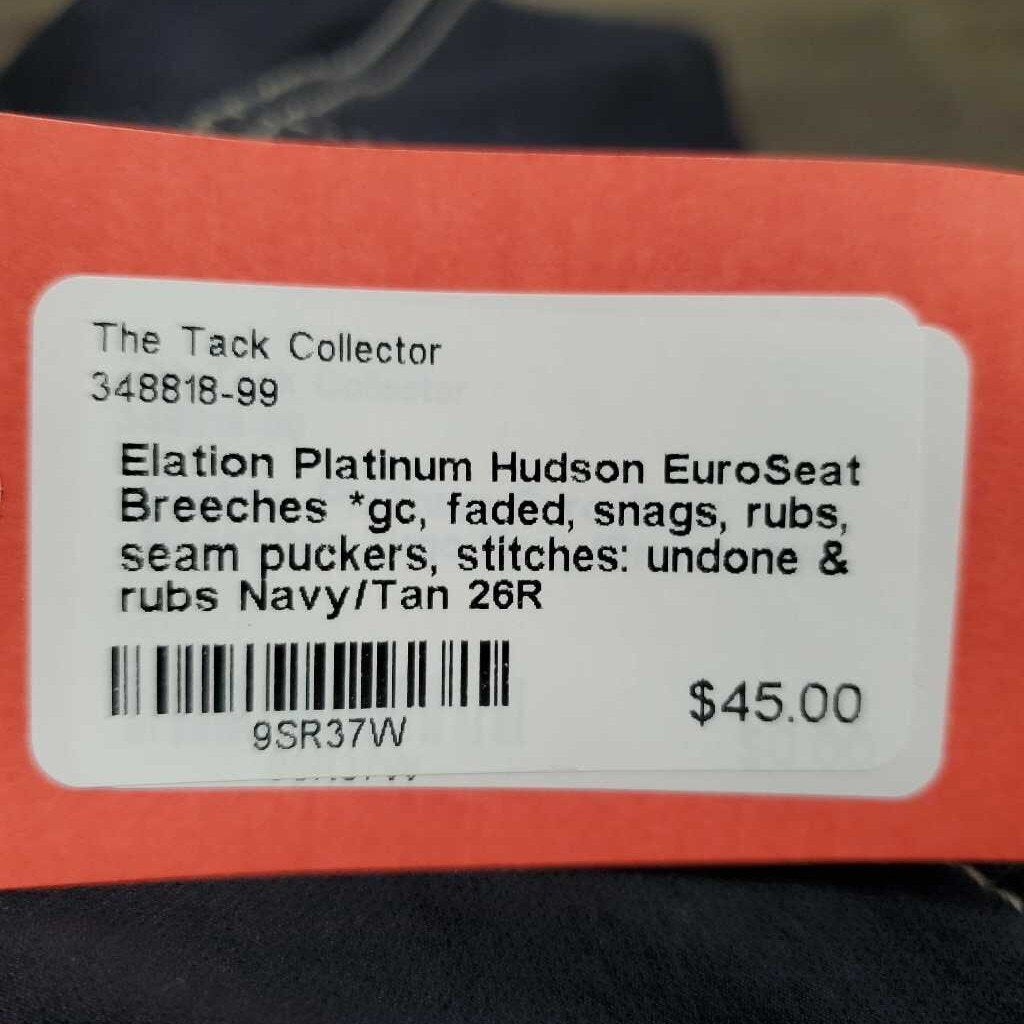 The Tack Collector
348818-99
Elation Platinum Hudson EuroSeat
Breeches *gc, faded, snags, rubs,
seam puckers, stitches: undone &
rubs Navy/Tan 26R
9SR37W
$45.00